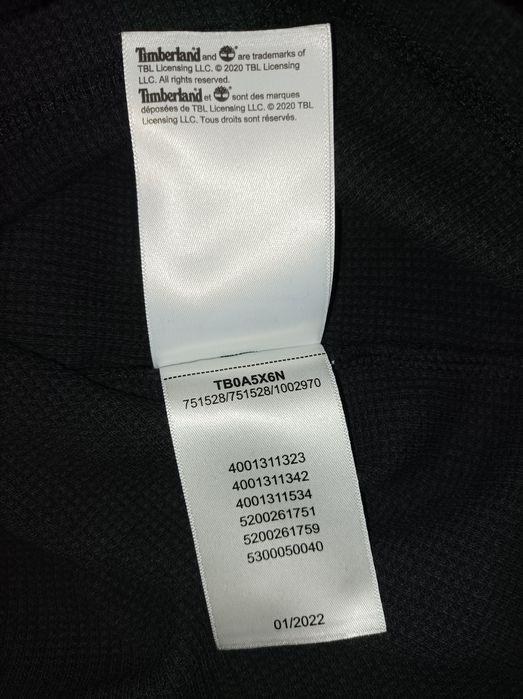 Timberland and ® are trademarks of
TBL Licensing LLC. © 2020 TBL Licensing
LLC. All rights reserved.
Timberland et ® sont des marques
déposées de TBL Licensing LLC. © 2020 TBL
Licensing LLC. Tous droits sont réservés.
TB0A5X6N
751528/751528/1002970
4001311323
4001311342
4001311534
5200261751
5200261759
5300050040
01/2022